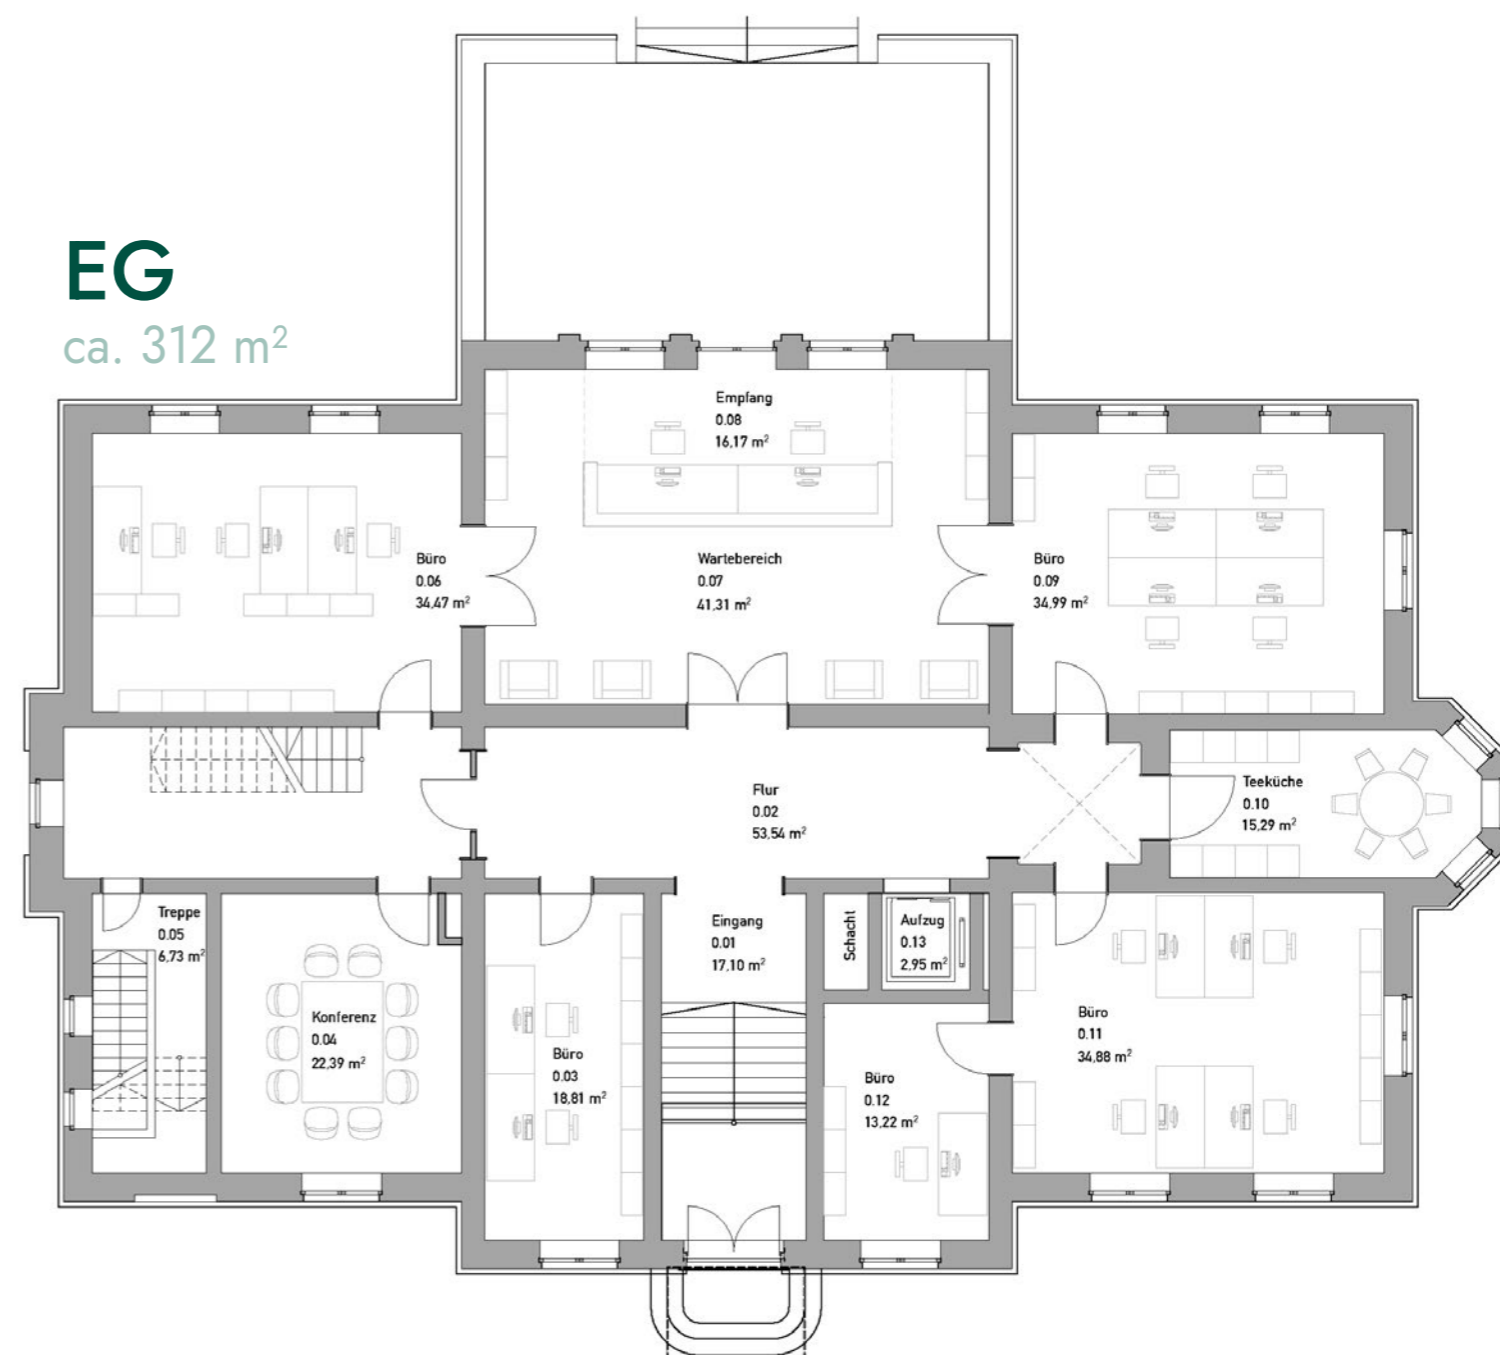 EG
ca. 312 m²
Empfang
0.08
16,17 m²
Büro
0.06
34,47 m²
Wartebereich
0.07
41,31 m²
Büro
0.09
34,99 m²
Flur
0.02
53,54 m²
Teeküche
0.10
15,29 m²
Treppe
0.05
6,73 m²
Eingang
0.01
17,10 m²
Schacht
Aufzug
0.13
2,95 m²
Konferenz
0.04
22,39 m²
Büro
0.03
18,81 m²
Büro
0.12
13,22 m²
Büro
0.11
34,88 m²